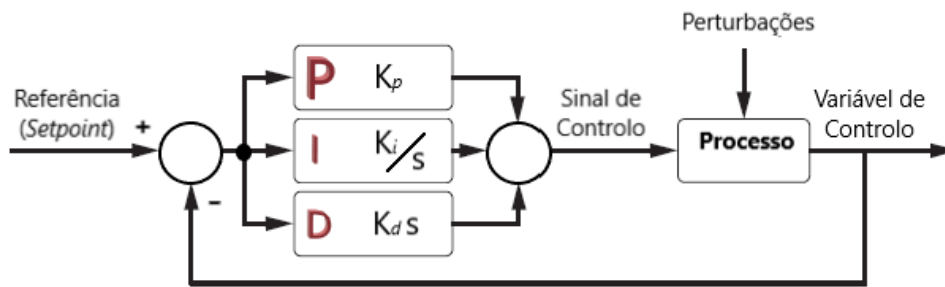 Perturbações
Referência
(Setpoint)
+
-
P Kp
I Ki/s
D Kd s
Sinal de
Controlo
Processo
Variável de
Controlo